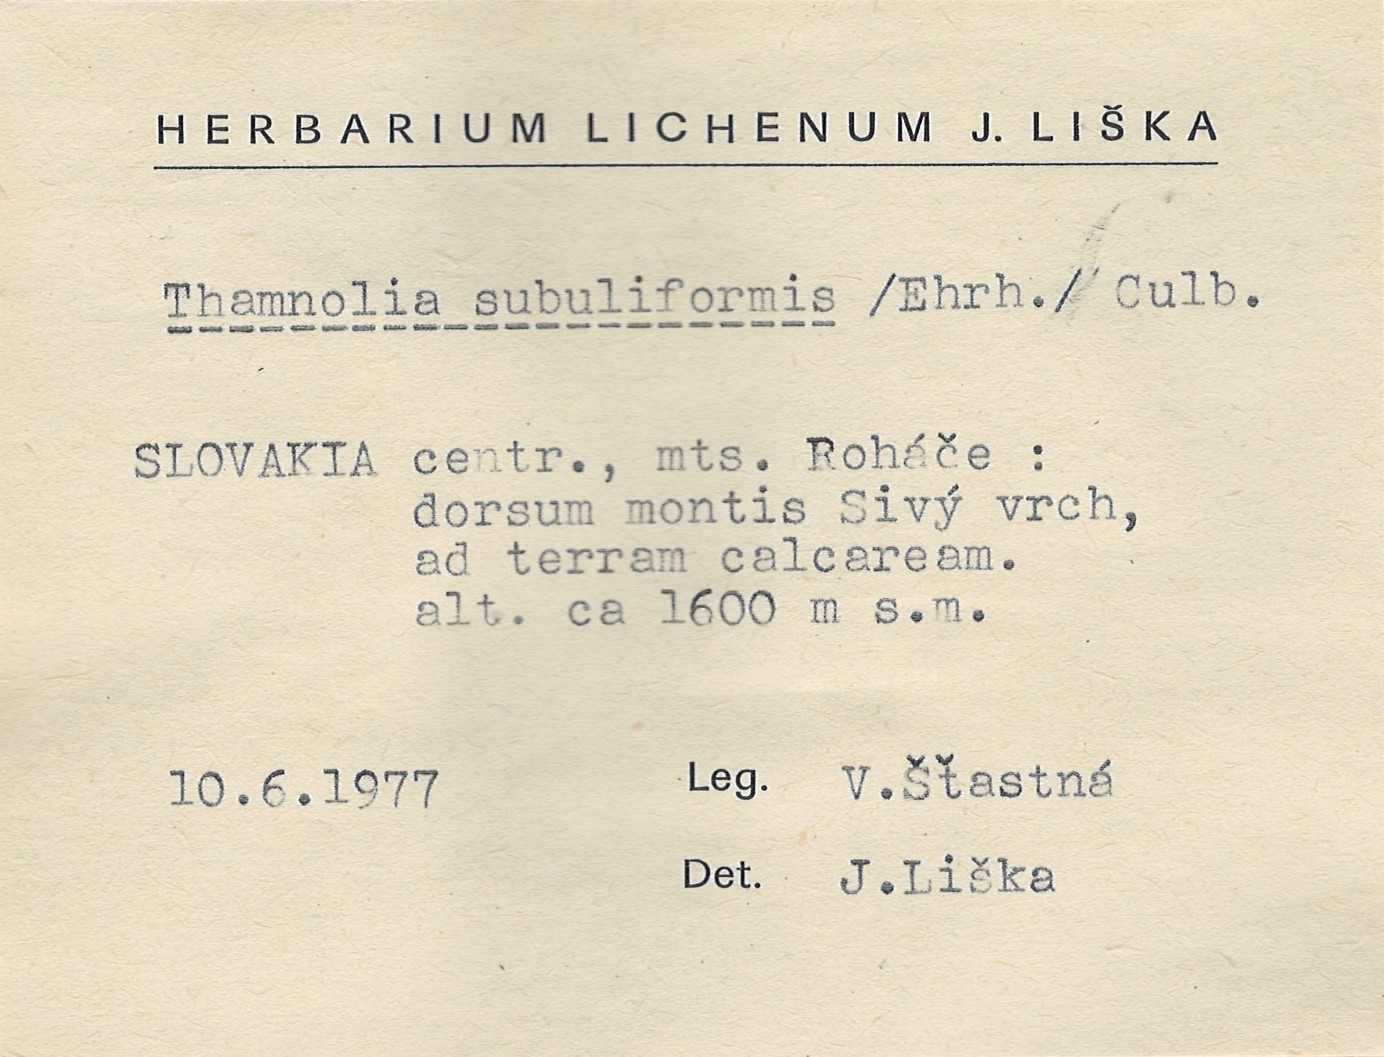 HERBARIUM LICHENUM J. LIŠKA
Thamnolia subuliformis /Ehrh./ Culb.
SLOVAKIA centr., mts. Roháče :
dorsum montis Sivý vrch,
ad terram calcaream.
alt. ca 1600 m s.m.
10.6.1977 Leg. V.Šťastná
Det. J.Liška